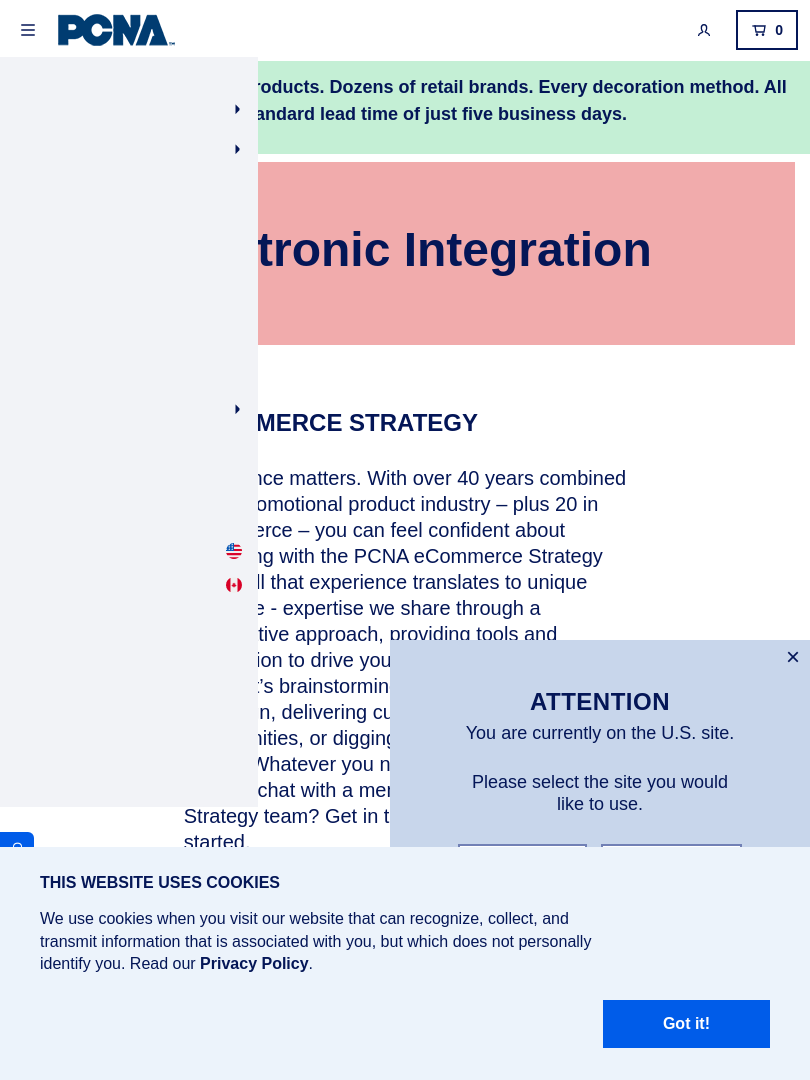 PCNA™
0
roducts. Dozens of retail brands. Every decoration method. All
andard lead time of just five business days.
tronic Integration
MERCE STRATEGY
nce matters. With over 40 years combined
omotional product industry – plus 20 in
erce – you can feel confident about
ng with the PCNA eCommerce Strategy
ll that experience translates to unique
e - expertise we share through a
tive approach, providing tools and
ion to drive you
t's brainstormin
n, delivering cu
nities, or digging
Whatever you n
chat with a mer
Strategy team? Get in t
started.
×
ATTENTION
You are currently on the U.S. site.
Please select the site you would
like to use.
THIS WEBSITE USES COOKIES
We use cookies when you visit our website that can recognize, collect, and
transmit information that is associated with you, but which does not personally
identify you. Read our Privacy Policy.
Got it!